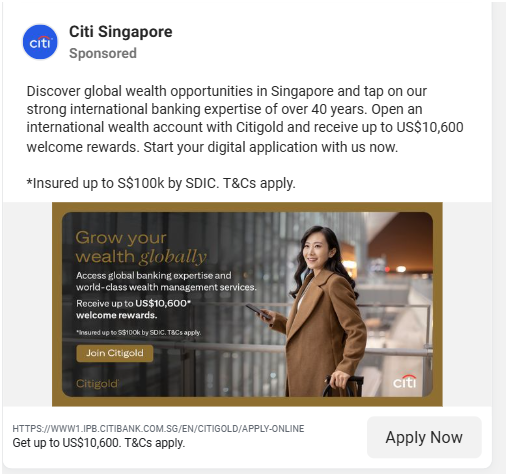 Citi Singapore
citi
Sponsored
Discover global wealth opportunities in Singapore and tap on our
strong international banking expertise of over 40 years. Open an
international wealth account with Citigold and receive up to US$10,600
welcome rewards. Start your digital application with us now.
*Insured up to S$100k by SDIC. T&Cs apply.
Grow your
wealth globally
Access global banking expertise and
world-class wealth management services.
Receive up to US$10,600*
welcome rewards.
*Insured up to S$100k by SDIC. T&Cs apply.
Join Citigold
Citigold
citi
HTTPS://WWW1.IPB.CITIBANK.COM.SG/EN/CITIGOLD/APPLY-ONLINE
Get up to US$10,600. T&Cs apply.
Apply Now